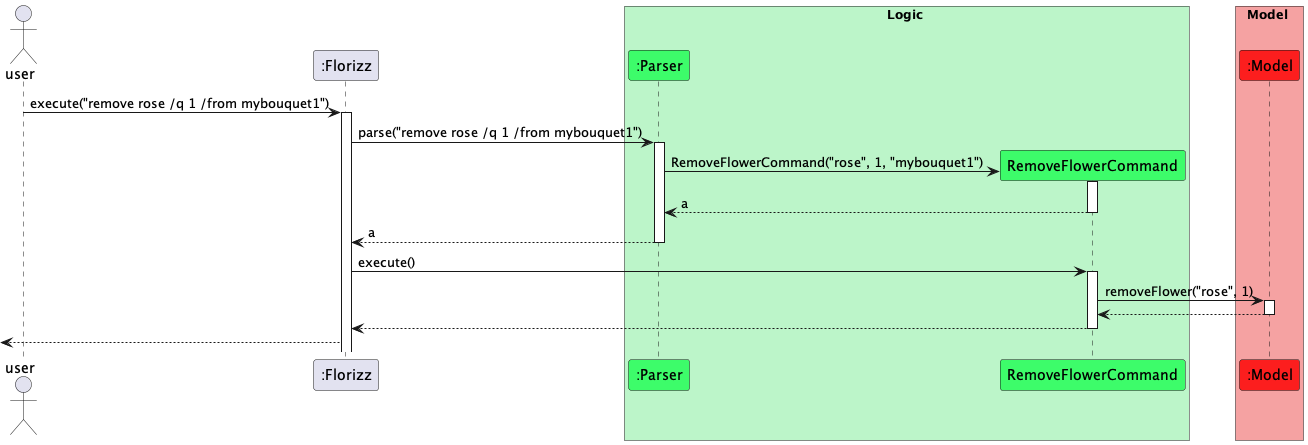 Logic
Model
user
:Florizz
:Parser
:Model
execute("remove rose /q 1 /from mybouquet1")
parse("remove rose /q 1 /from mybouquet1")
RemoveFlowerCommand("rose", 1, "mybouquet1")
RemoveFlowerCommand
a
a
execute()
removeFlower("rose", 1)
user
:Florizz
:Parser
RemoveFlowerCommand
:Model